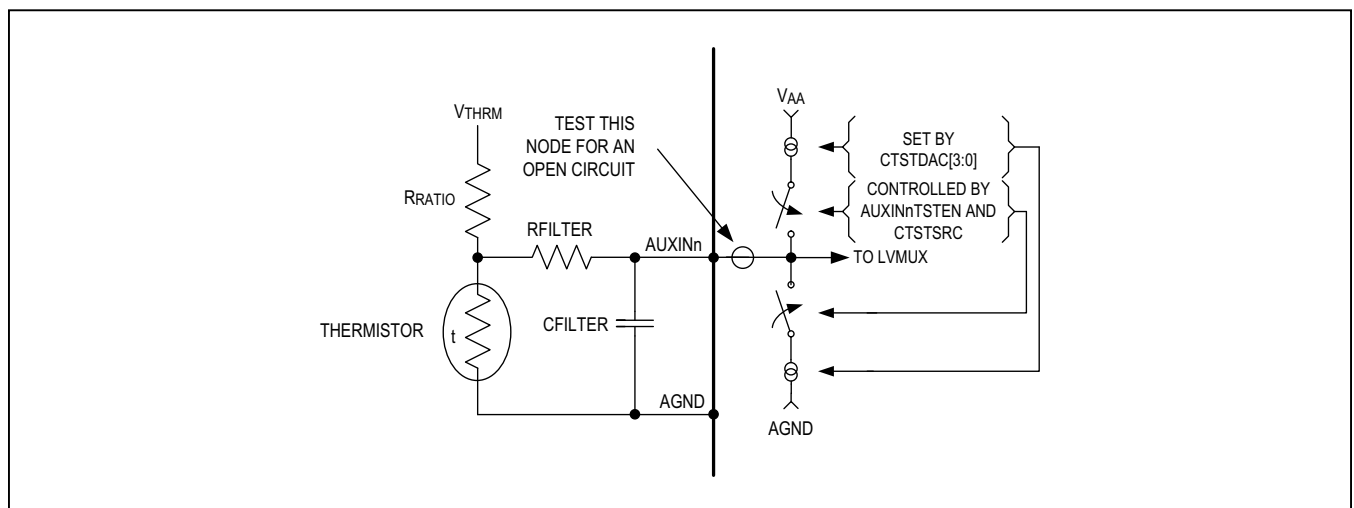 VTHRM
RRATIO
RFILTER
THERMISTOR
t
CFILTER
AUXINn
AGND
TEST THIS
NODE FOR AN
OPEN CIRCUIT
VAA
SET BY
CTSTDAC[3:0]
CONTROLLED BY
AUXINnTSTEN AND
CTSTSRC
TO LVMUX
AGND